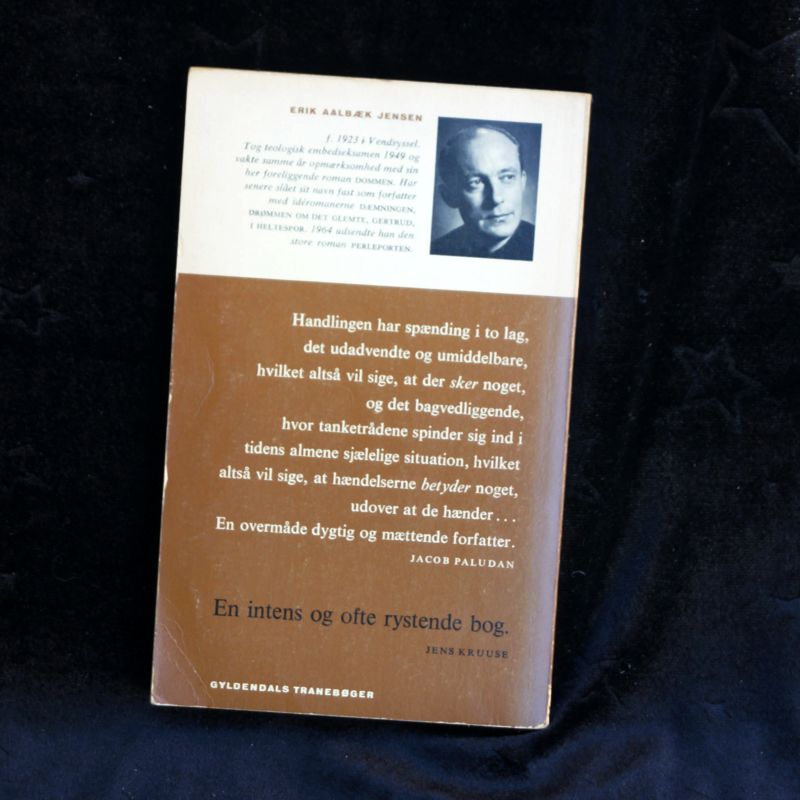 ERIK AALBÆK JENSEN
f. 1923 i Vendsyssel.
Tog teologisk embedseksamen 1949 og
vakte samme år opmærksomhed med sin
her foreliggende roman DOMMEN. Har
senere slået sit navn fast som forfatter
med idéromanerne DÆMNINGEN,
DRØMMEN OM DET GLEMTE, GERTRUD,
I HELTESPOR. 1964 udsendte han den
store roman PERLEPORTEN.
Handlingen har spænding i to lag,
det udadvendte og umiddelbare,
hvilket altså vil sige, at der sker noget,
og det bagvedliggende,
hvor tanketrådene spinder sig ind i
tidens almene sjælelige situation, hvilket
altså vil sige, at hændelserne betyder noget,
udover at de hænder...
En overmåde dygtig og mættende forfatter.
JACOB PALUDAN
En intens og ofte rystende bog.
JENS KRUUSE
GYLDENDALS TRANEBØGER